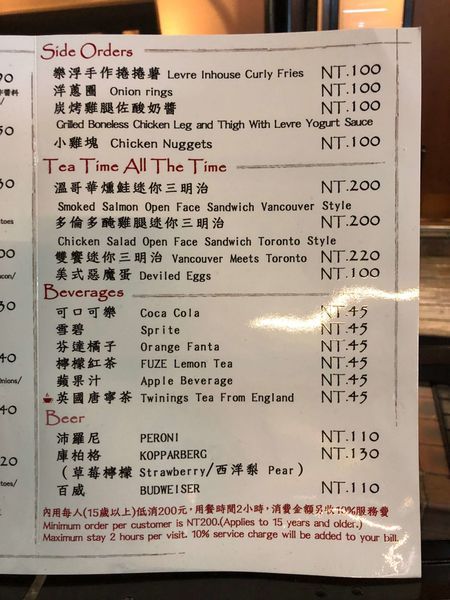 Side Orders
樂浮手作捲捲薯 Levre Inhouse Curly Fries NT.100
洋蔥圈 Onion rings NT.100
炭烤雞腿佐酸奶醬 NT.100
Grilled Boneless Chicken Leg and Thigh With Levre Yogurt Sauce
小雞塊 Chicken Nuggets NT.100
Tea Time All The Time
溫哥華燻鮭迷你三明治 NT.200
Smoked Salmon Open Face Sandwich Vancouver Style
多倫多醃雞腿迷你三明治 NT.200
Chicken Salad Open Face Sandwich Toronto Style
雙饗迷你三明治 Vancouver Meets Toronto NT.220
美式惡魔蛋 Deviled Eggs NT.100
Beverages
可口可樂 Coca Cola NT.45
雪碧 Sprite NT.45
芬達橘子 Orange Fanta NT.45
檸檬紅茶 FUZE Lemon Tea NT.45
蘋果汁 Apple Beverage NT.45
英國唐寧茶 Twinings Tea From England NT.45
Beer
沛羅尼 PERONI NT.110
庫柏格 KOPPARBERG NT.130
(草莓檸檬 Strawberry/西洋梨 Pear)
百威 BUDWEISER NT.110
內用每人(15歲以上)低消200元，用餐時間2小時，消費金額另收10%服務費
Minimum order per customer is NT200.(Applies to 15 years and older.)
Maximum stay 2 hours per visit. 10% service charge will be added to your bill.